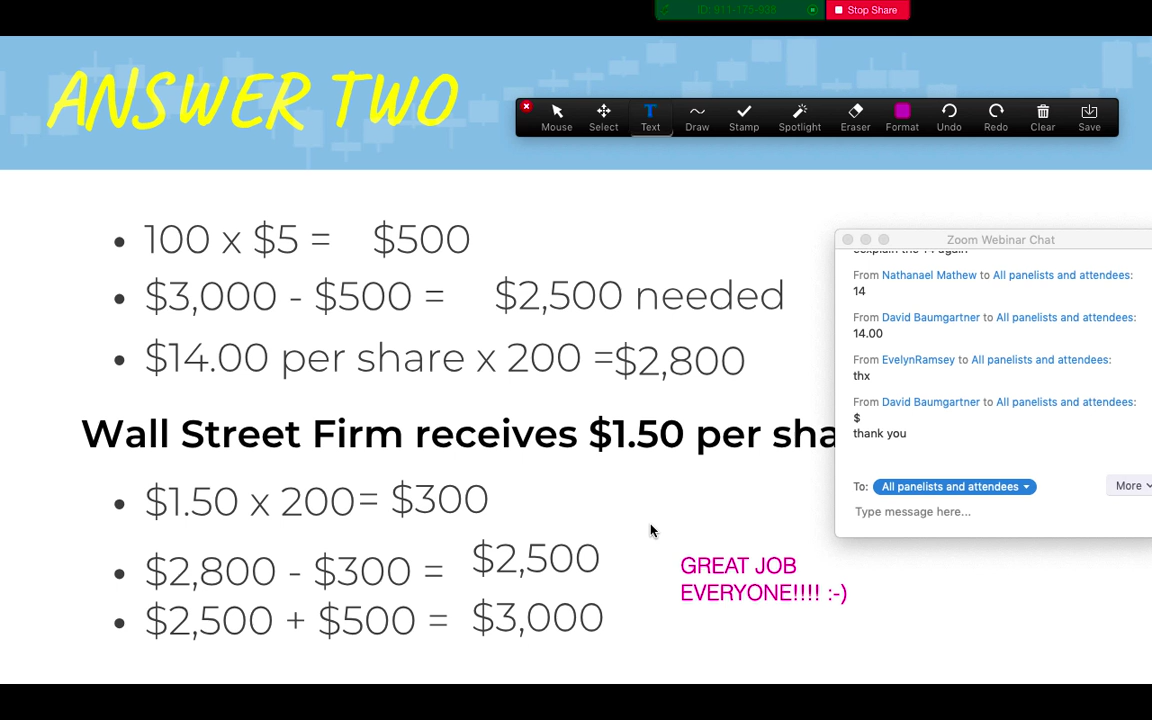 ID: 911-175-938
Stop Share
ANSWER TWO
Mouse
Select
Text
Draw
Stamp
Spotlight
Eraser
Format
Undo
Redo
Clear
Save
• 100 x $5 = $500
• $3,000 - $500 = $2,500 needed
• $14.00 per share x 200 =$2,800
Wall Street Firm receives $1.50 per sha
• $1.50 x 200= $300
• $2,800 - $300 = $2,500
• $2,500 + $500 = $3,000
GREAT JOB
EVERYONE!!!! :-)
Zoom Webinar Chat
From Nathanael Mathew to All panelists and attendees:
14
From David Baumgartner to All panelists and attendees:
14.00
From EvelynRamsey to All panelists and attendees:
thx
From David Baumgartner to All panelists and attendees:
$
thank you
To: All panelists and attendees
More
Type message here...